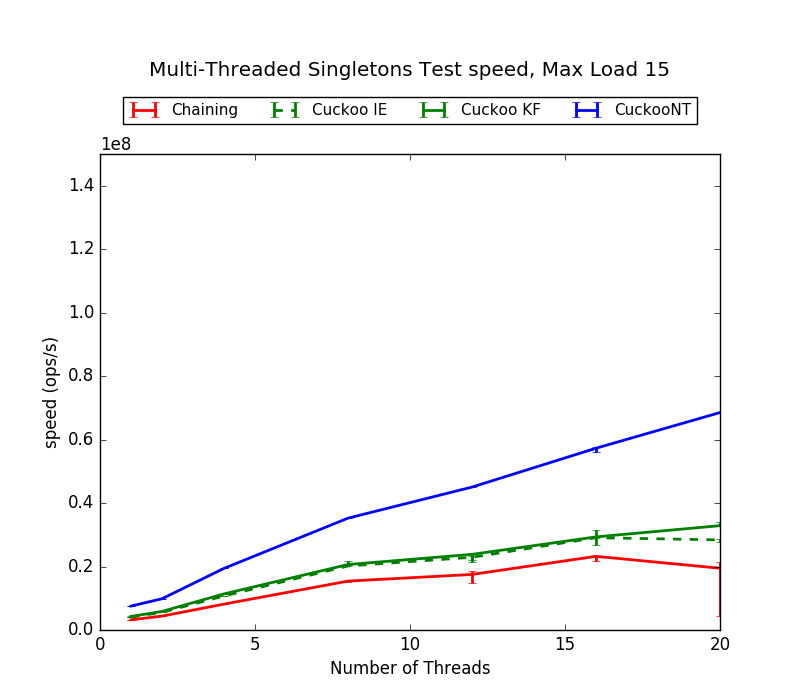 Multi-Threaded Singletons Test speed, Max Load 15
Chaining Cuckoo IE Cuckoo KF CuckooNT
1e8
1.4
1.2
1.0
0.8
0.6
0.4
0.2
0.0
speed (ops/s)
0 5 10 15 20
Number of Threads